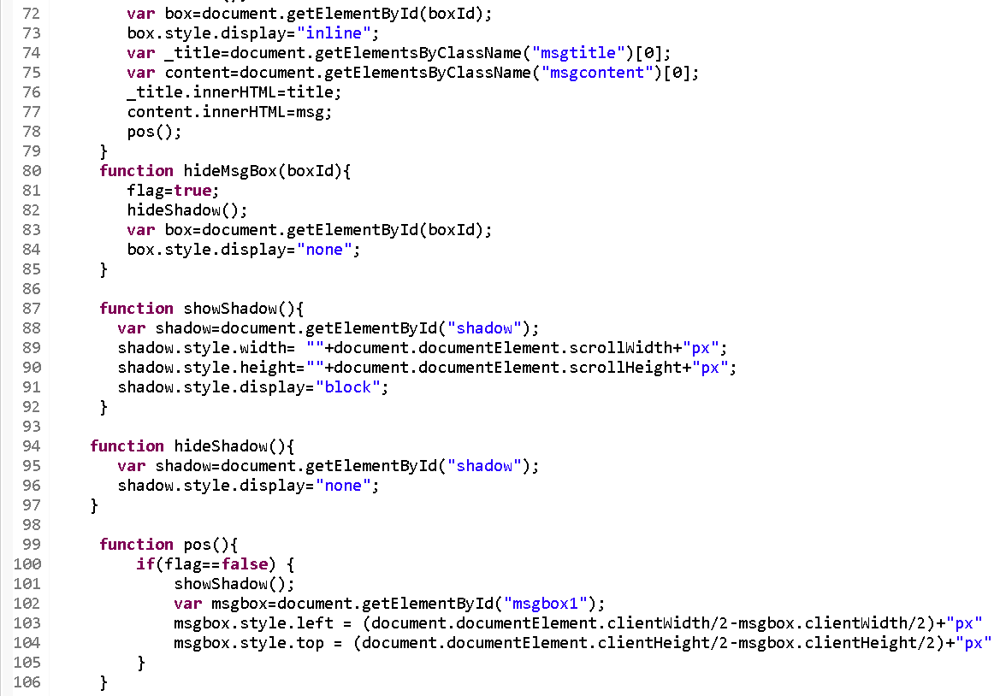 72 var box=document.getElementById(boxId);
73 box.style.display="inline";
74 var _title=document.getElementsByClassName("msgtitle")[0];
75 var content=document.getElementsByClassName("msgcontent")[0];
76 _title.innerHTML=title;
77 content.innerHTML=msg;
78 pos();
79 }
80 function hideMsgBox(boxId){
81 flag=true;
82 hideShadow();
83 var box=document.getElementById(boxId);
84 box.style.display="none";
85 }
86
87 function showShadow(){
88 var shadow=document.getElementById("shadow");
89 shadow.style.width= ""+document.documentElement.scrollWidth+"px";
90 shadow.style.height=""+document.documentElement.scrollHeight+"px";
91 shadow.style.display="block";
92 }
93
94 function hideShadow(){
95 var shadow=document.getElementById("shadow");
96 shadow.style.display="none";
97 }
98
99 function pos(){
100 if(flag==false) {
101 showShadow();
102 var msgbox=document.getElementById("msgbox1");
103 msgbox.style.left = (document.documentElement.clientWidth/2-msgbox.clientWidth/2)+"px"
104 msgbox.style.top = (document.documentElement.clientHeight/2-msgbox.clientHeight/2)+"px"
105 }
106 }